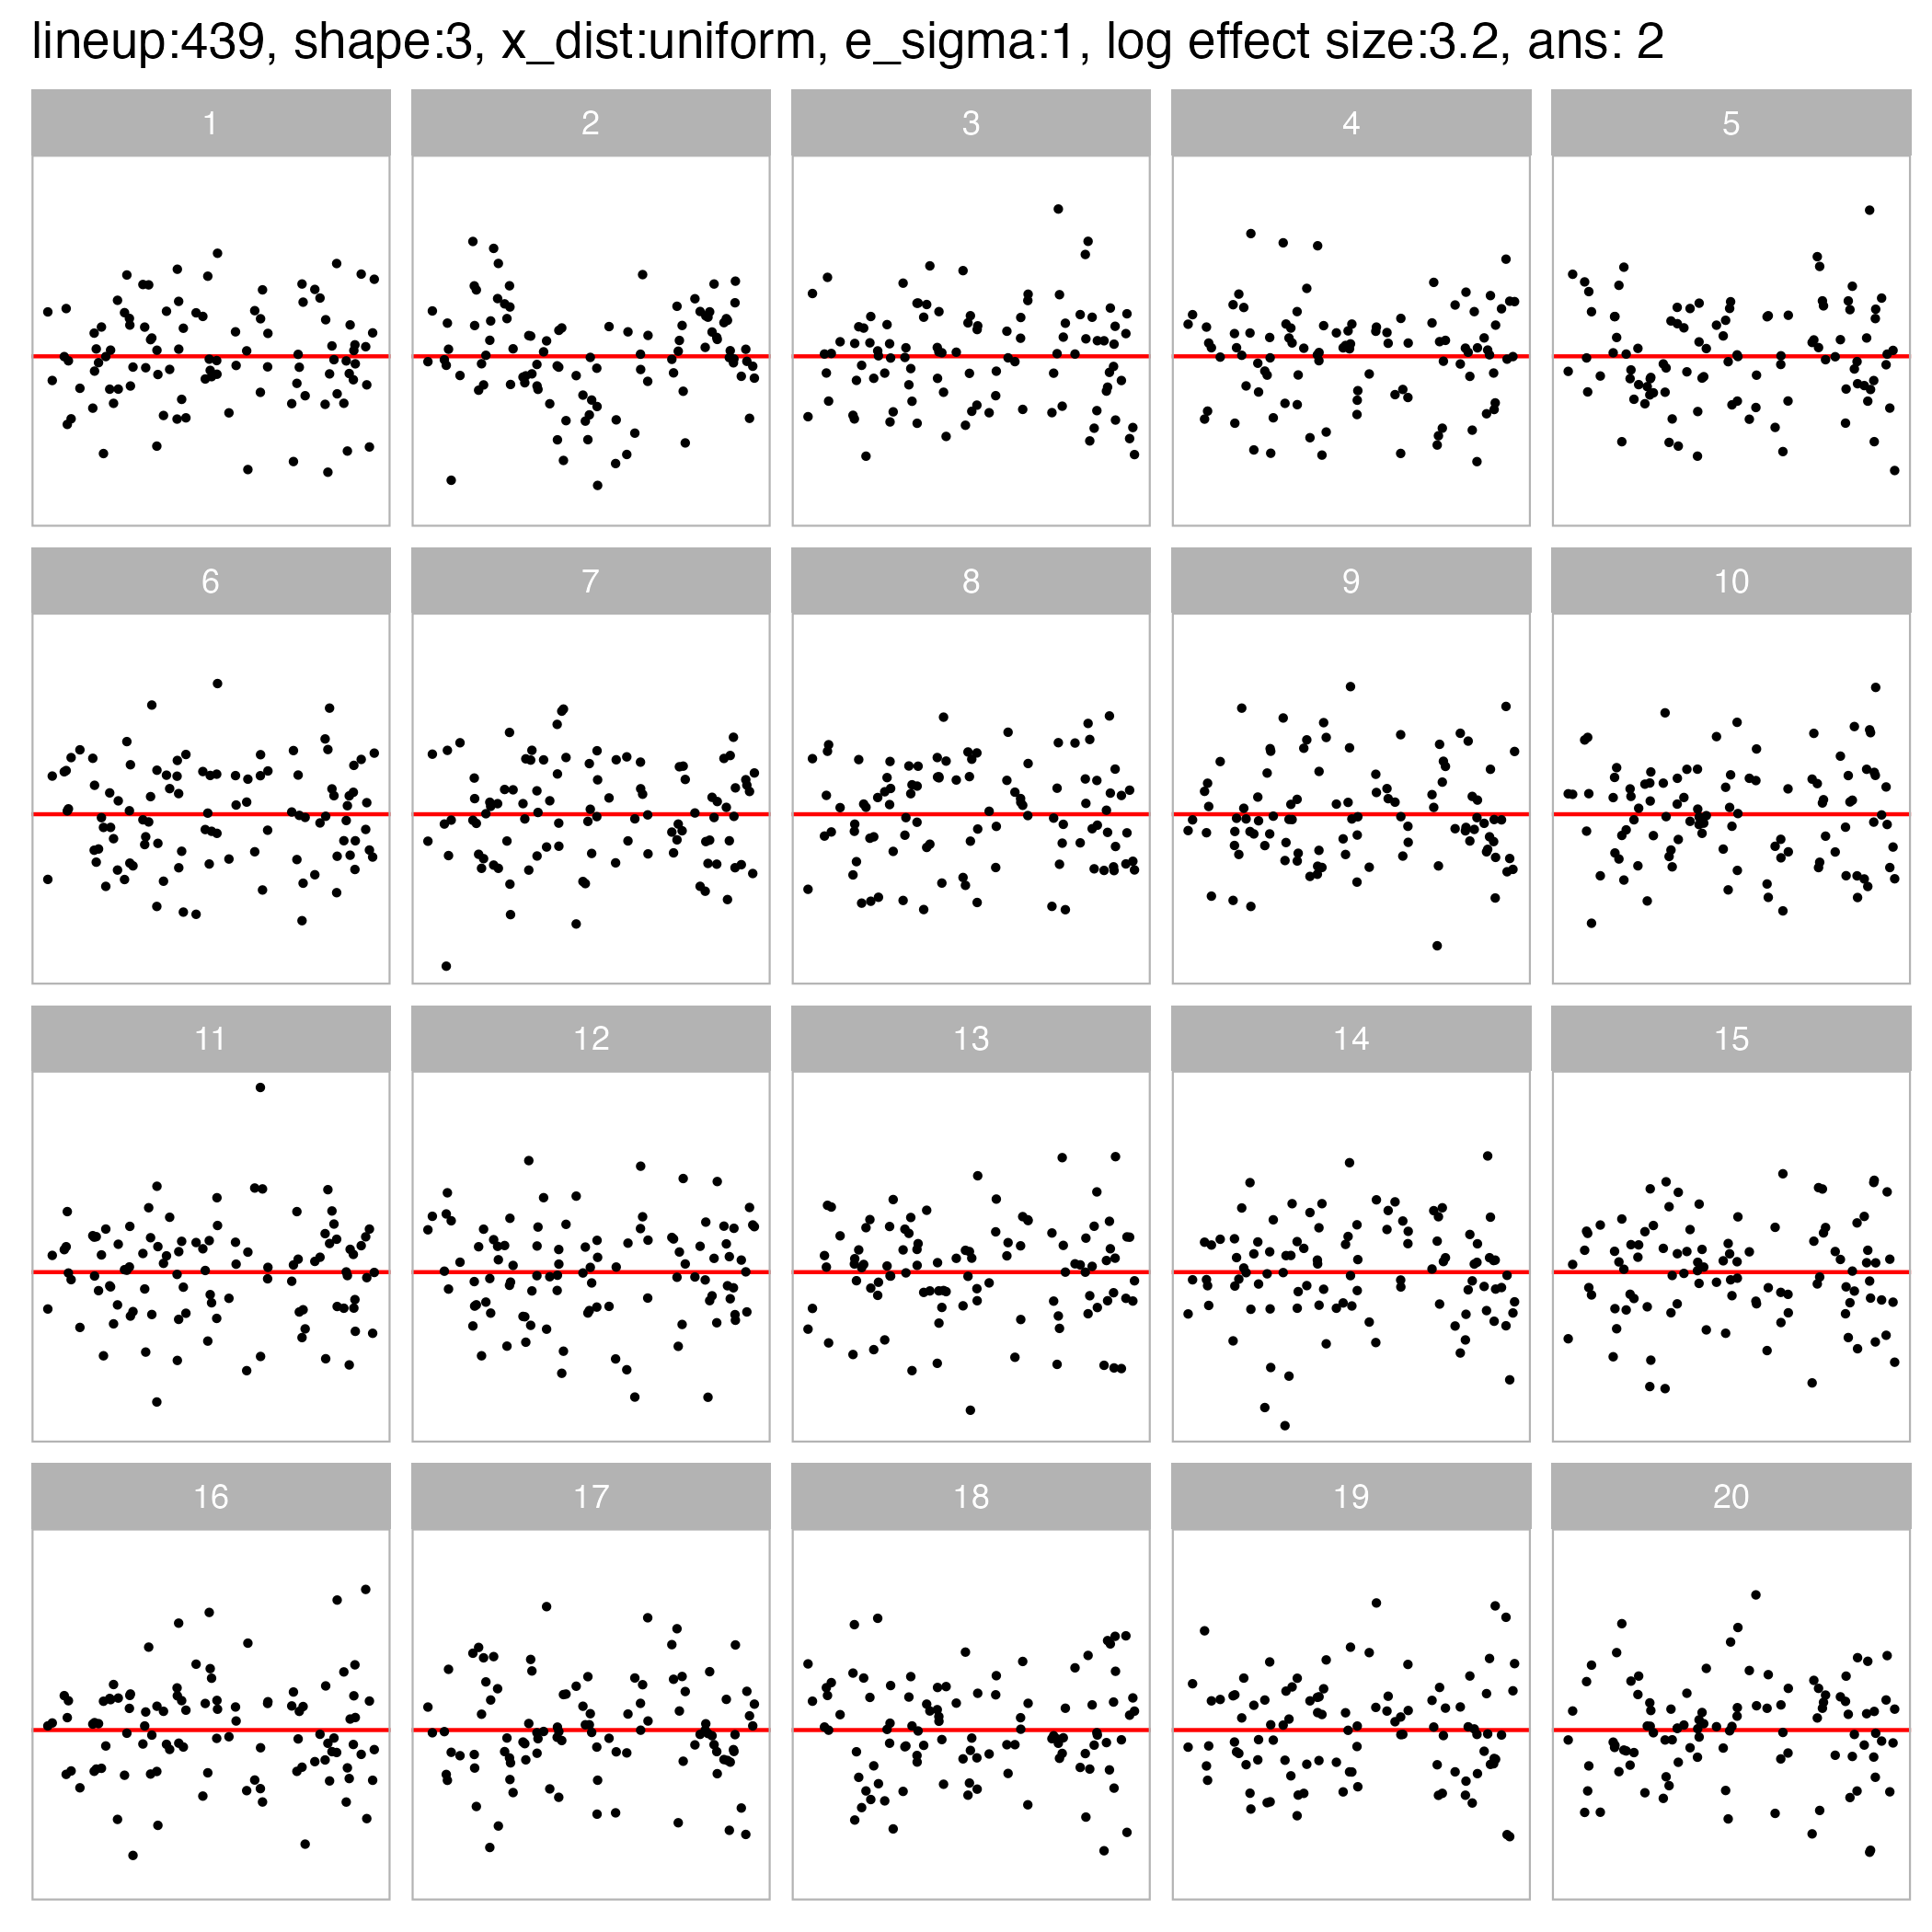 lineup:439, shape:3, x_dist:uniform, e_sigma:1, log effect size:3.2, ans: 2
1 2 3 4 5
6 7 8 9 10
11 12 13 14 15
16 17 18 19 20